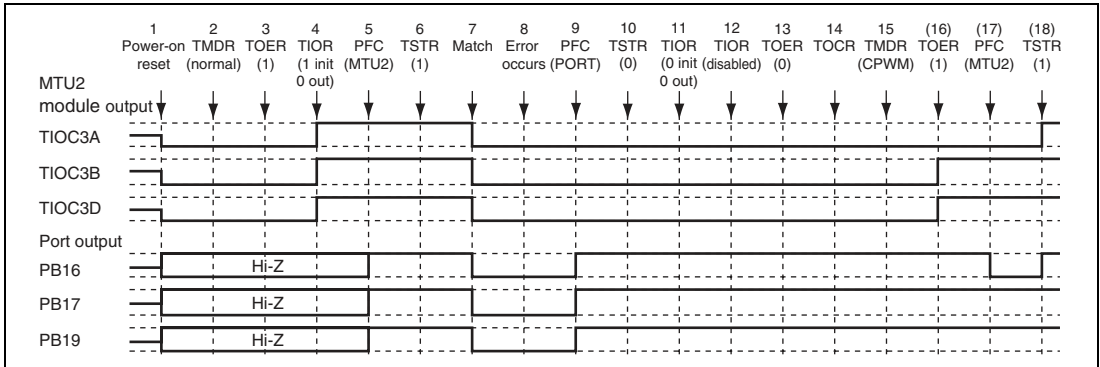 1 2 3 4 5 6 7 8 9 10 11 12 13 14 15 (16) (17) (18)
Power-on TMDR TOER TIOR PFC TSTR Match Error PFC TSTR TIOR TIOR TOER TOCR TMDR TOER PFC TSTR
reset (normal) (1) (1 init (MTU2) (1) occurs (PORT) (0) (0 init (disabled) (0) (CPWM) (1) (MTU2) (1)
0 out) 0 out)
MTU2
module output
TIOC3A
TIOC3B
TIOC3D
Port output
PB16 Hi-Z
PB17 Hi-Z
PB19 Hi-Z